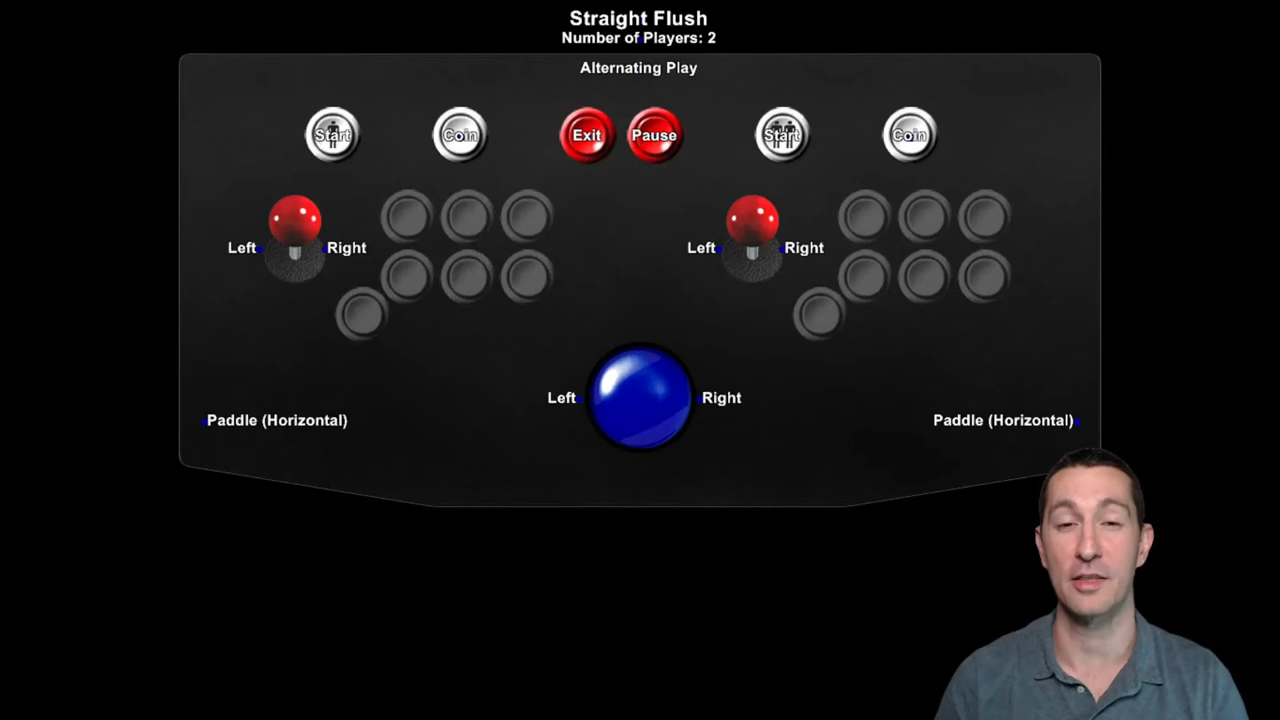 Straight Flush
Number of Players: 2
Alternating Play
Start
Coin
Exit
Pause
Start
Coin
Left
Right
Left
Right
Left
Right
Paddle (Horizontal)
Paddle (Horizontal)